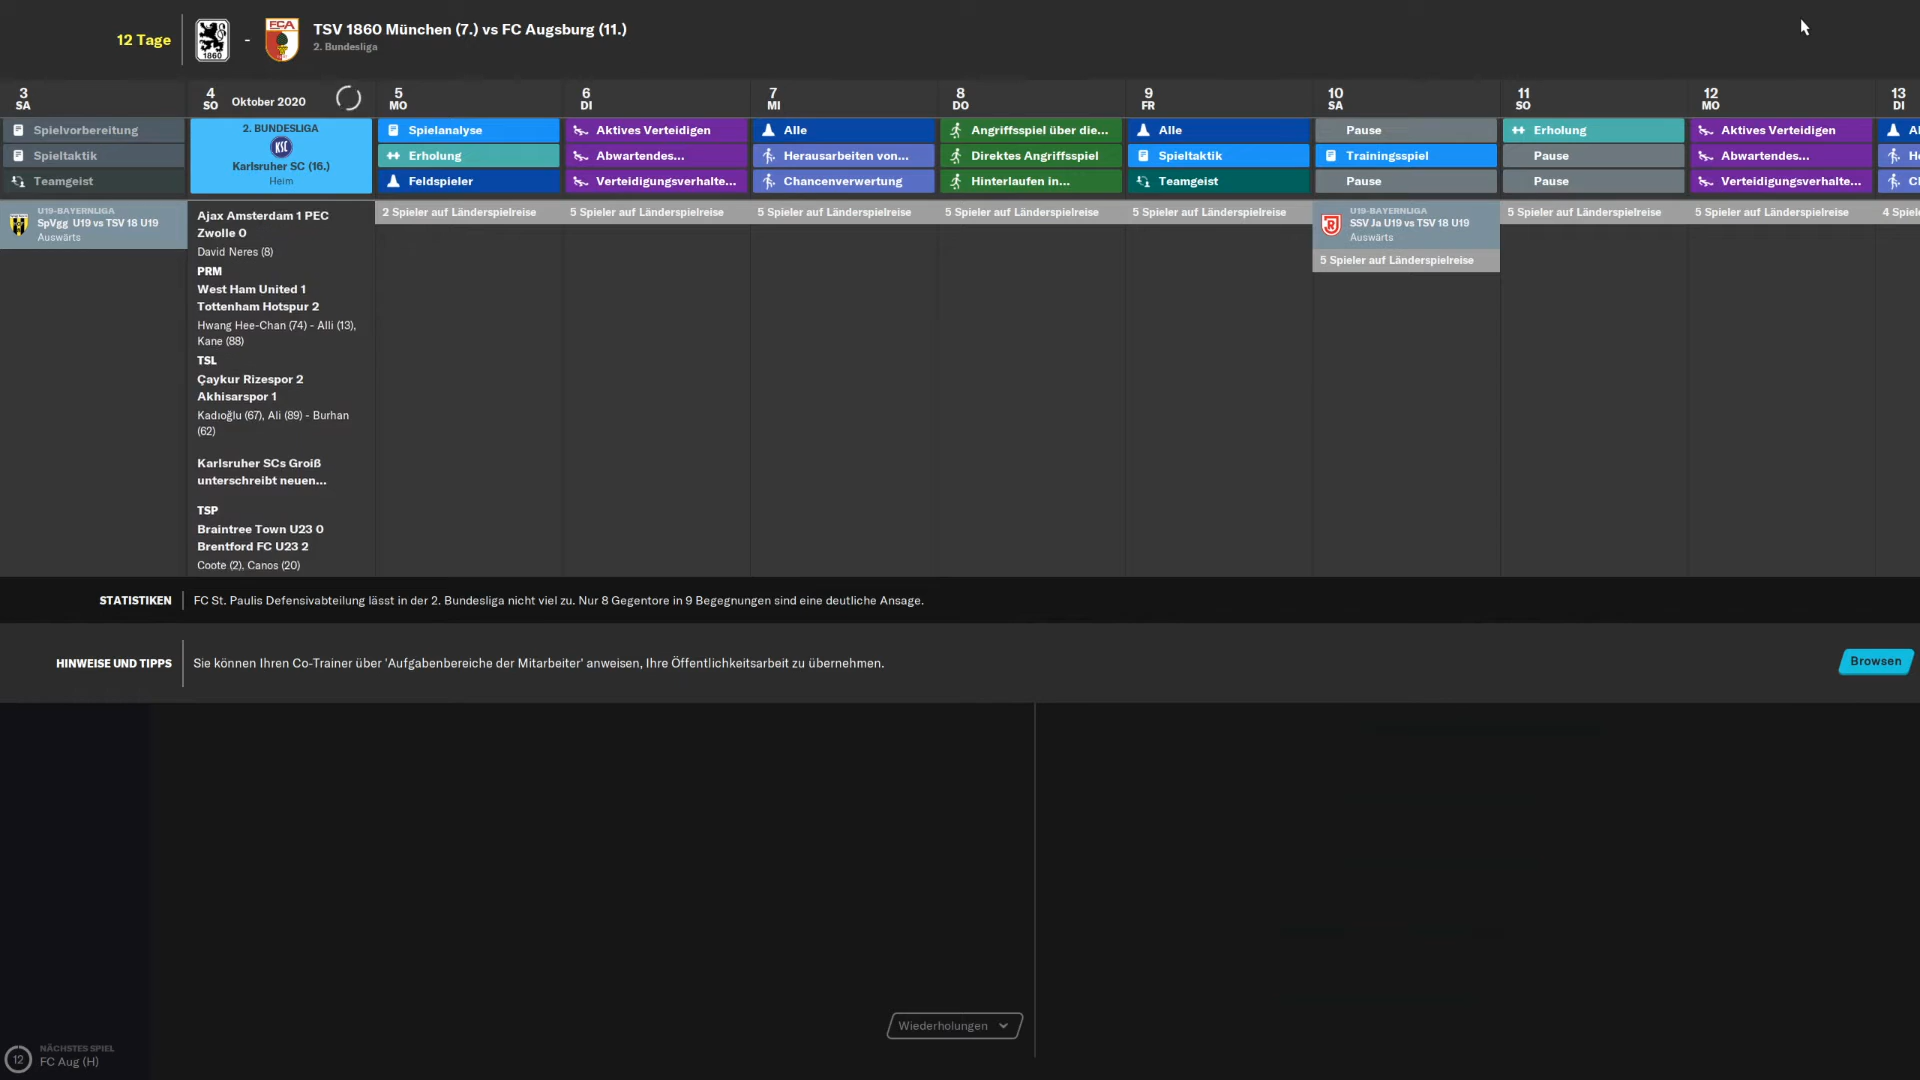 12 Tage
1860
-
FCA
TSV 1860 München (7.) vs FC Augsburg (11.)
2. Bundesliga
3
SA
4
SO
Oktober 2020
5
MO
6
DI
7
MI
8
DO
9
FR
10
SA
11
SO
12
MO
13
DI
Spielvorbereitung
Spieltaktik
Teamgeist
2. BUNDESLIGA
KSC
Karlsruher SC (16.)
Heim
Spielanalyse
Erholung
Feldspieler
Aktives Verteidigen
Abwartendes...
Verteidigungsverhalte...
Alle
Herausarbeiten von...
Chancenverwertung
Angriffsspiel über die...
Direktes Angriffsspiel
Hinterlaufen in...
Alle
Spieltaktik
Teamgeist
Pause
Trainingsspiel
Pause
Erholung
Pause
Pause
Aktives Verteidigen
Abwartendes...
Verteidigungsverhalte...
U19-BAYERNLIGA
SpVgg U19 vs TSV 18 U19
Auswärts
Ajax Amsterdam 1 PEC
Zwolle 0
David Neres (8)
PRM
West Ham United 1
Tottenham Hotspur 2
Hwang Hee-Chan (74) - Alli (13),
Kane (88)
TSL
Çaykur Rizespor 2
Akhisarspor 1
Kadıoğlu (67), Ali (89) - Burhan
(62)
Karlsruher SCs Groiß
unterschreibt neuen...
TSP
Braintree Town U23 0
Brentford FC U23 2
Coote (2), Canos (20)
2 Spieler auf Länderspielreise
5 Spieler auf Länderspielreise
5 Spieler auf Länderspielreise
5 Spieler auf Länderspielreise
5 Spieler auf Länderspielreise
U19-BAYERNLIGA
SSV Ja U19 vs TSV 18 U19
Auswärts
5 Spieler auf Länderspielreise
5 Spieler auf Länderspielreise
5 Spieler auf Länderspielreise
4 Spiele
STATISTIKEN
FC St. Paulis Defensivabteilung lässt in der 2. Bundesliga nicht viel zu. Nur 8 Gegentore in 9 Begegnungen sind eine deutliche Ansage.
HINWEISE UND TIPPS
Sie können Ihren Co-Trainer über 'Aufgabenbereiche der Mitarbeiter' anweisen, Ihre Öffentlichkeitsarbeit zu übernehmen.
Browsen
Wiederholungen
12
NÄCHSTES SPIEL
FC Aug (H)